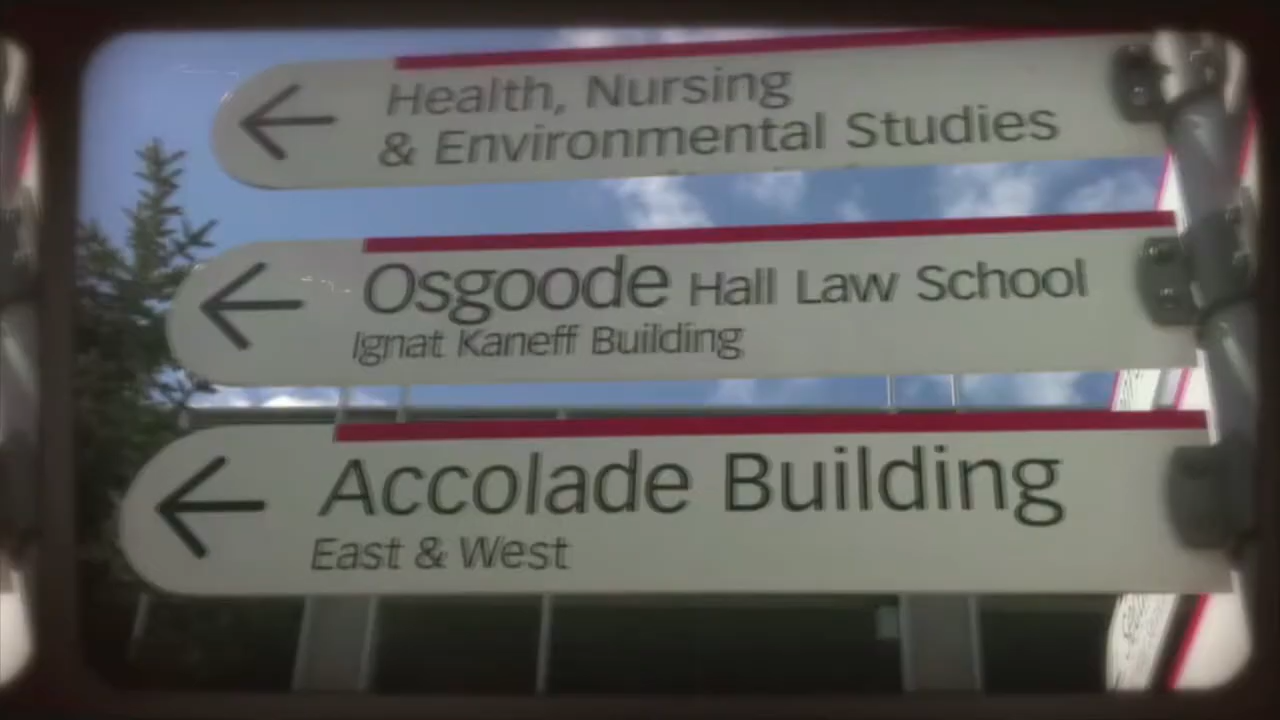 Health, Nursing
& Environmental Studies
Osgoode Hall Law School
Ignat Kaneff Building
Accolade Building
East & West